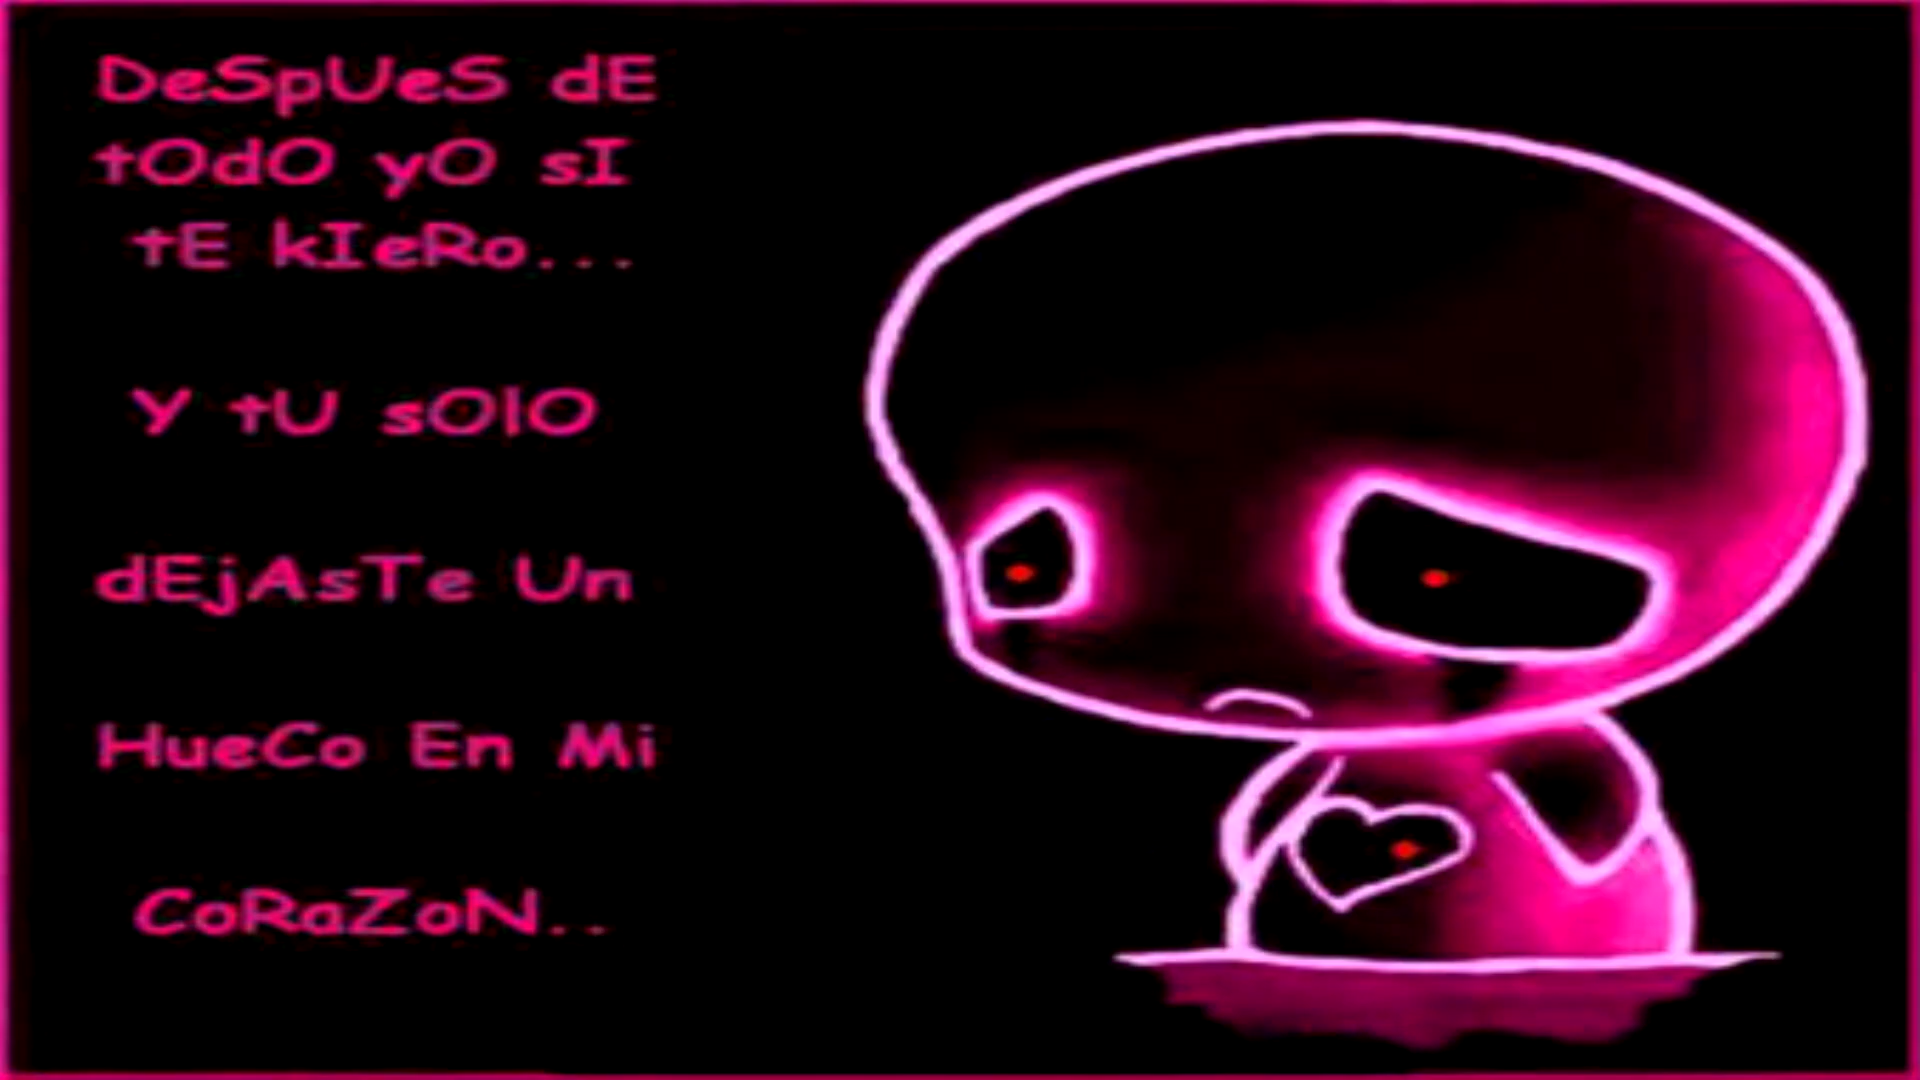 DeSpUeS dE
tOdO yO sI
tE kIeRo...
Y tU sOlO
dEjAsTe Un
HueCo En Mi
CoRaZoN..